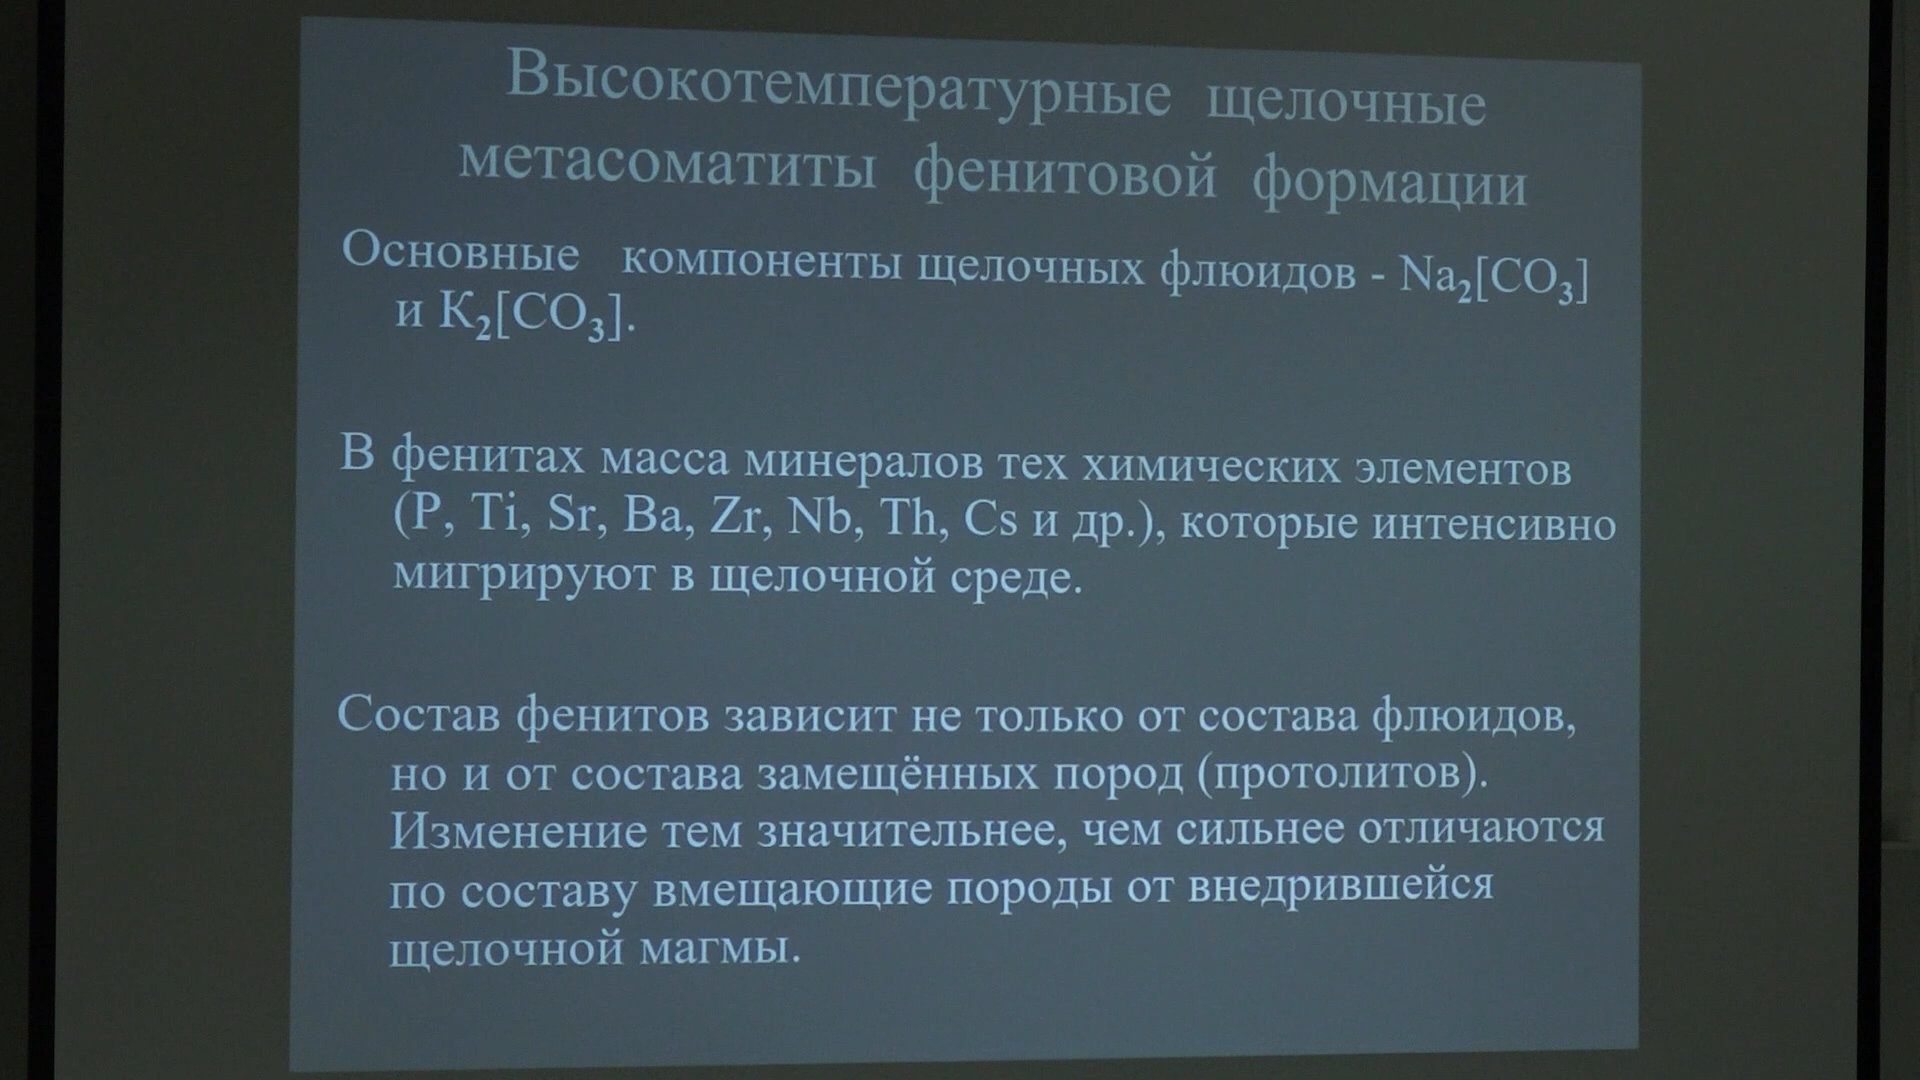 Высокотемпературные щелочные
метасоматиты фенитовой формации
Основные компоненты щелочных флюидов - Na₂[CO₃]
и K₂[CO₃].
В фенитах масса минералов тех химических элементов
(P, Ti, Sr, Ba, Zr, Nb, Th, Cs и др.), которые интенсивно
мигрируют в щелочной среде.
Состав фенитов зависит не только от состава флюидов,
но и от состава замещённых пород (протолитов).
Изменение тем значительнее, чем сильнее отличаются
по составу вмещающие породы от внедрившейся
щелочной магмы.